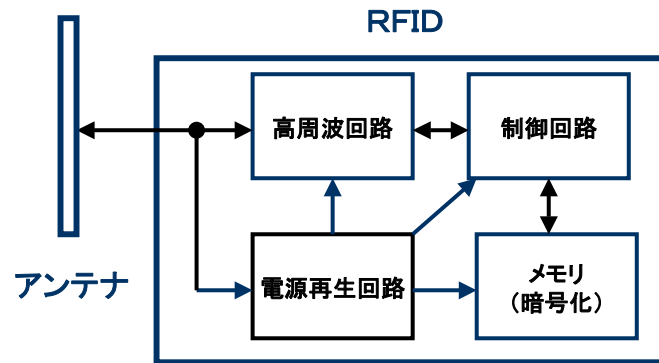 RFID
高周波回路
制御回路
アンテナ
電源再生回路
メモリ
（暗号化）